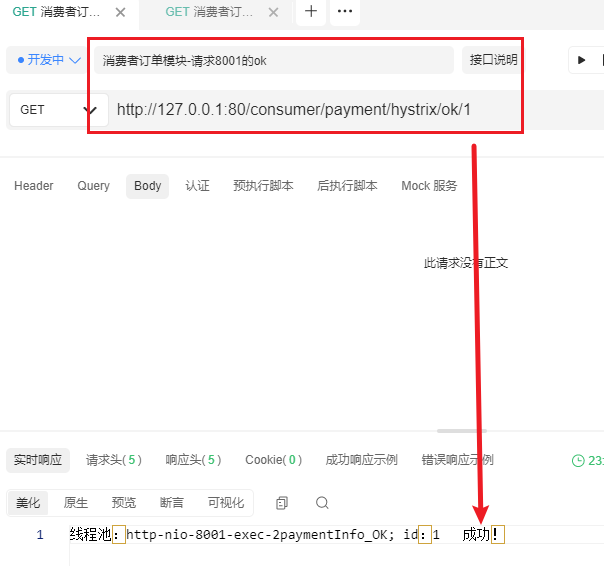 GET 消费者订... GET 消费者订...
开发中 消费者订单模块-请求8001的ok 接口说明
GET http://127.0.0.1:80/consumer/payment/hystrix/ok/1
Header Query Body 认证 预执行脚本 后执行脚本 Mock 服务
此请求没有正文
实时响应 请求头(5) 响应头(5) Cookie(0) 成功响应示例 错误响应示例 23:
美化 原生 预览 断言 可视化
1 线程池：http-nio-8001-exec-2paymentInfo_OK; id：1 成功！